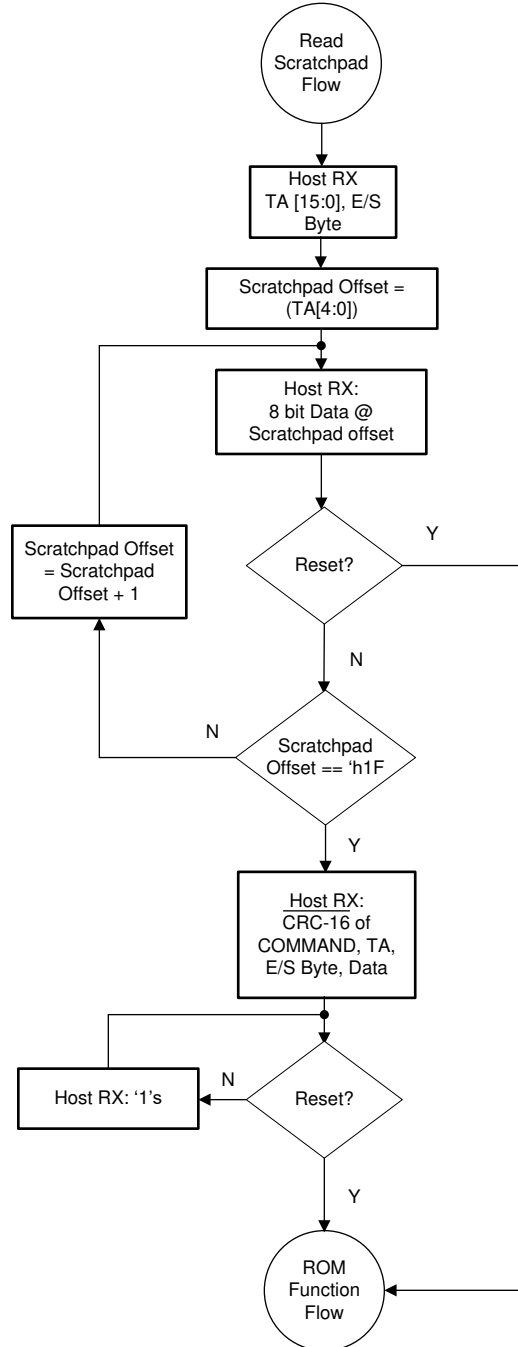 Read
Scratchpad
Flow
Host RX
TA [15:0], E/S
Byte
Scratchpad Offset =
(TA[4:0])
Host RX:
8 bit Data @
Scratchpad offset
Scratchpad Offset
= Scratchpad
Offset + 1
Reset?
Y
N
Scratchpad
Offset == ‘h1F
N
Y
Host RX:
CRC-16 of
COMMAND, TA,
E/S Byte, Data
Reset?
N
Host RX: ‘1’s
Y
ROM
Function
Flow